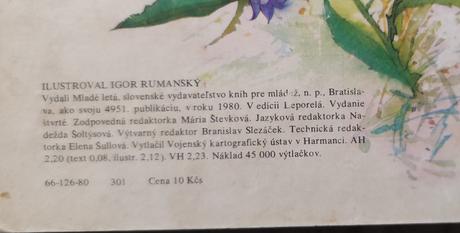 ILUSTROVAL IGOR RUMANSKÝ
Vydali Mladé letá, slovenské vydavateľstvo kníh pre mládež, n. p., Bratisla-
va, ako svoju 4951. publikáciu, v roku 1980. V edícii Leporelá. Vydanie
štvrté. Zodpovedná redaktorka Mária Števková. Jazyková redaktorka Na-
dežda Šoltýsová. Výtvarný redaktor Branislav Slezáček. Technická redak-
torka Elena Šullová. Vytlačil Vojenský kartografický ústav v Harmanci. AH
2,20 (text 0,08, ilustr. 2,12). VH 2,23. Náklad 45 000 výtlačkov.
66-126-80 301 Cena 10 Kčs